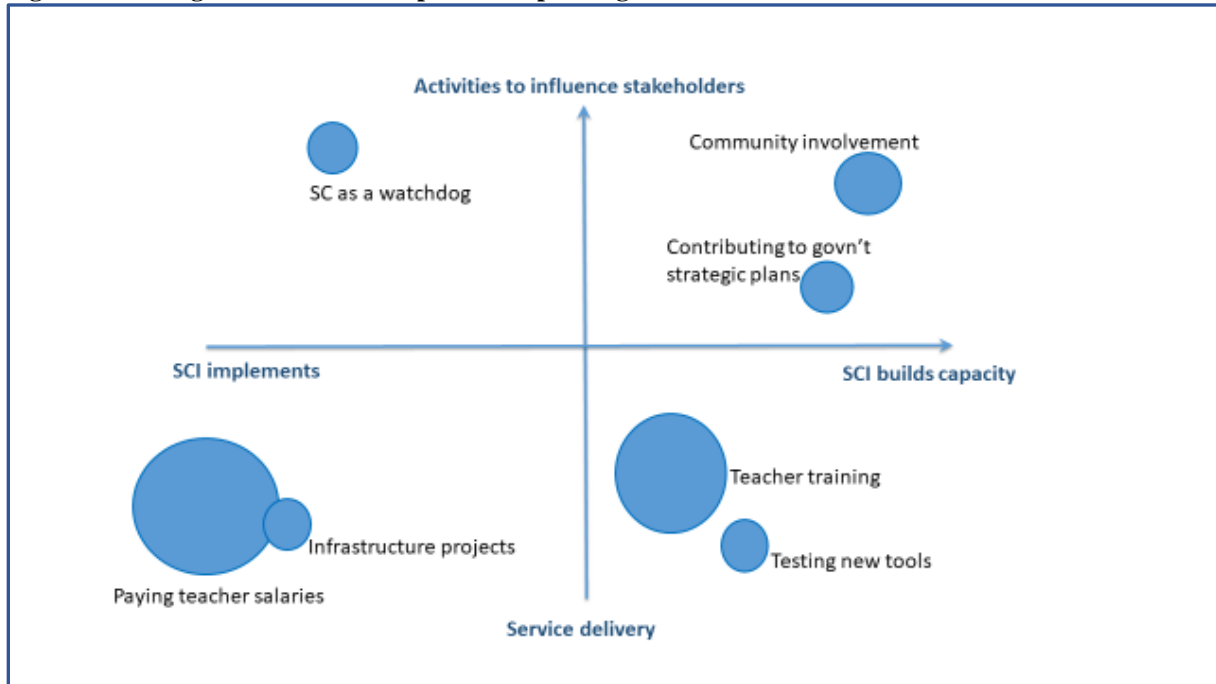 Activities to influence stakeholders
Community involvement
SC as a watchdog
Contributing to govn't
strategic plans
SCI implements
SCI builds capacity
Teacher training
Infrastructure projects
Testing new tools
Paying teacher salaries
Service delivery